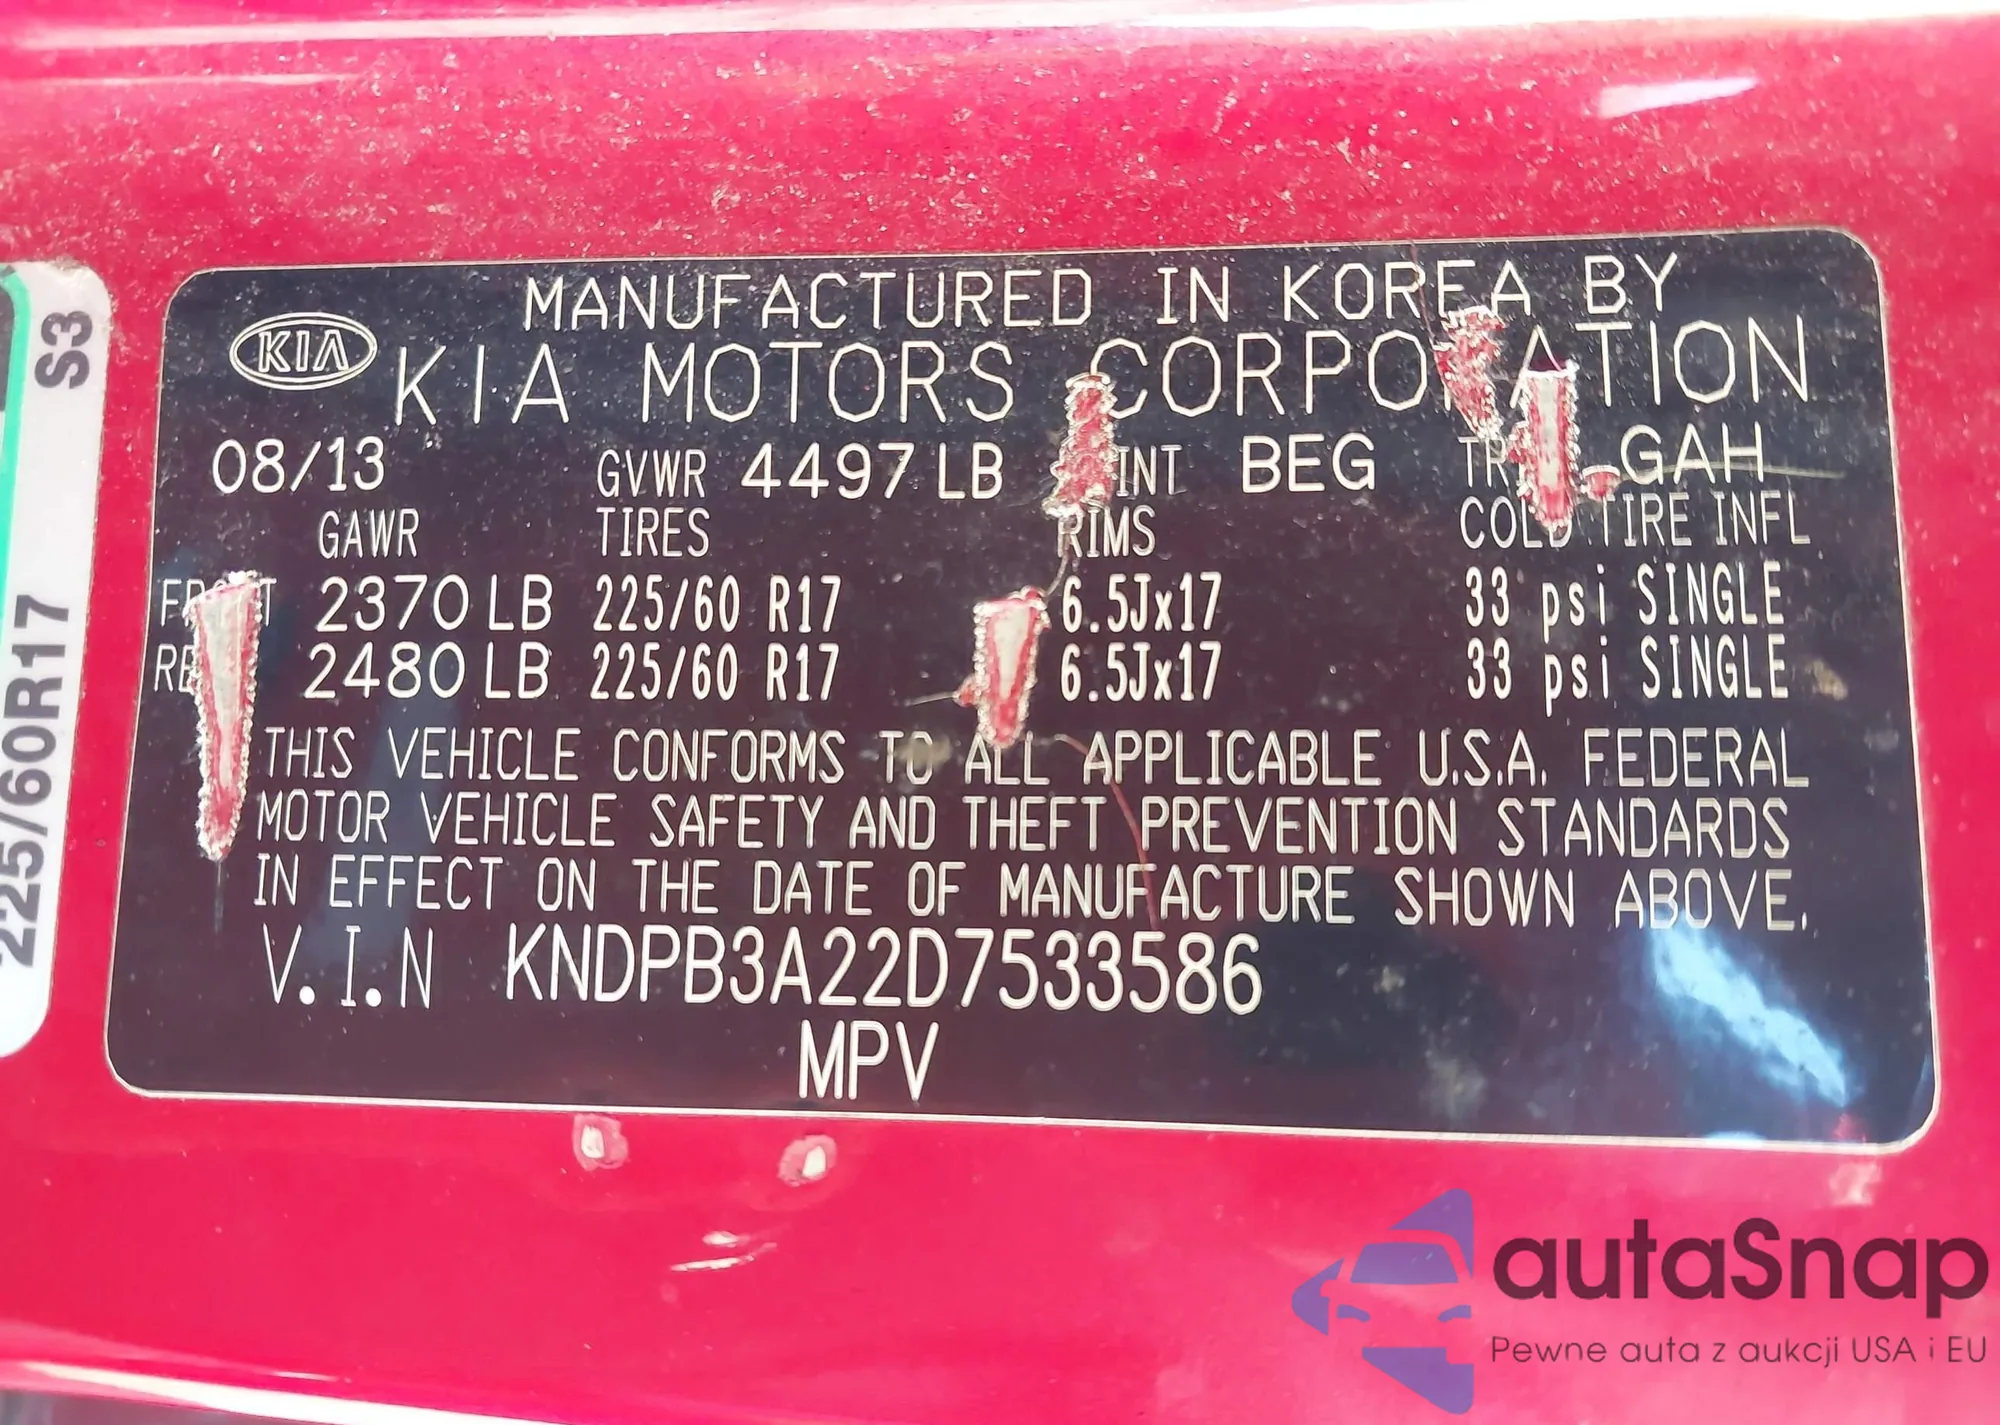 S3
225/60R17
MANUFACTURED IN KOREA BY
KIA KIA MOTORS CORPORATION
08/13 GVWR 4497 LB BEG GAH
GAWR TIRES RIMS COLD TIRE INFL
FRONT 2370 LB 225/60 R17 6.5Jx17 33 psi SINGLE
2480 LB 225/60 R17 6.5Jx17 33 psi SINGLE
THIS VEHICLE CONFORMS TO ALL APPLICABLE U.S.A. FEDERAL
MOTOR VEHICLE SAFETY AND THEFT PREVENTION STANDARDS
IN EFFECT ON THE DATE OF MANUFACTURE SHOWN ABOVE.
V.I.N KNDPB3A22D7533586
MPV
autaSnap
Pewne auta z aukcji USA i EU